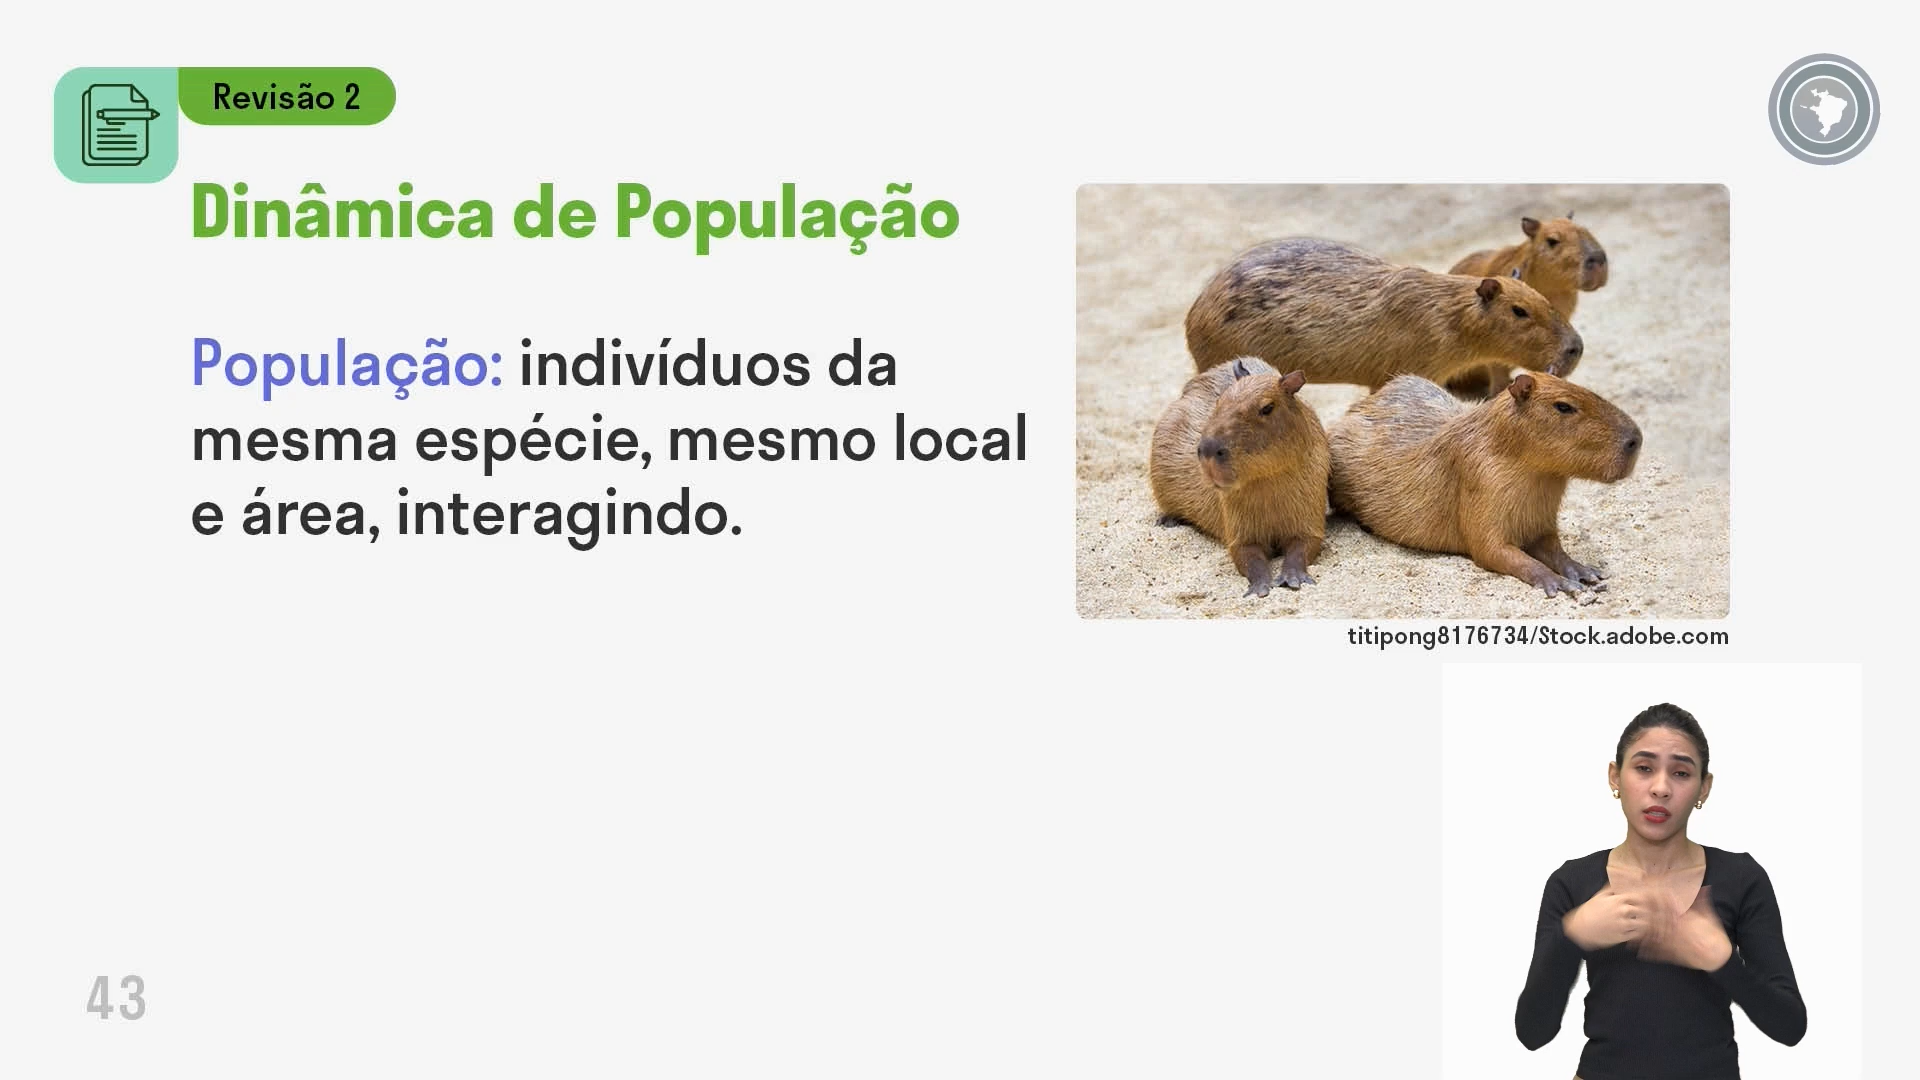 Revisão 2
Dinâmica de População
População: indivíduos da
mesma espécie, mesmo local
e área, interagindo.
titipong8176734/Stock.adobe.com
43